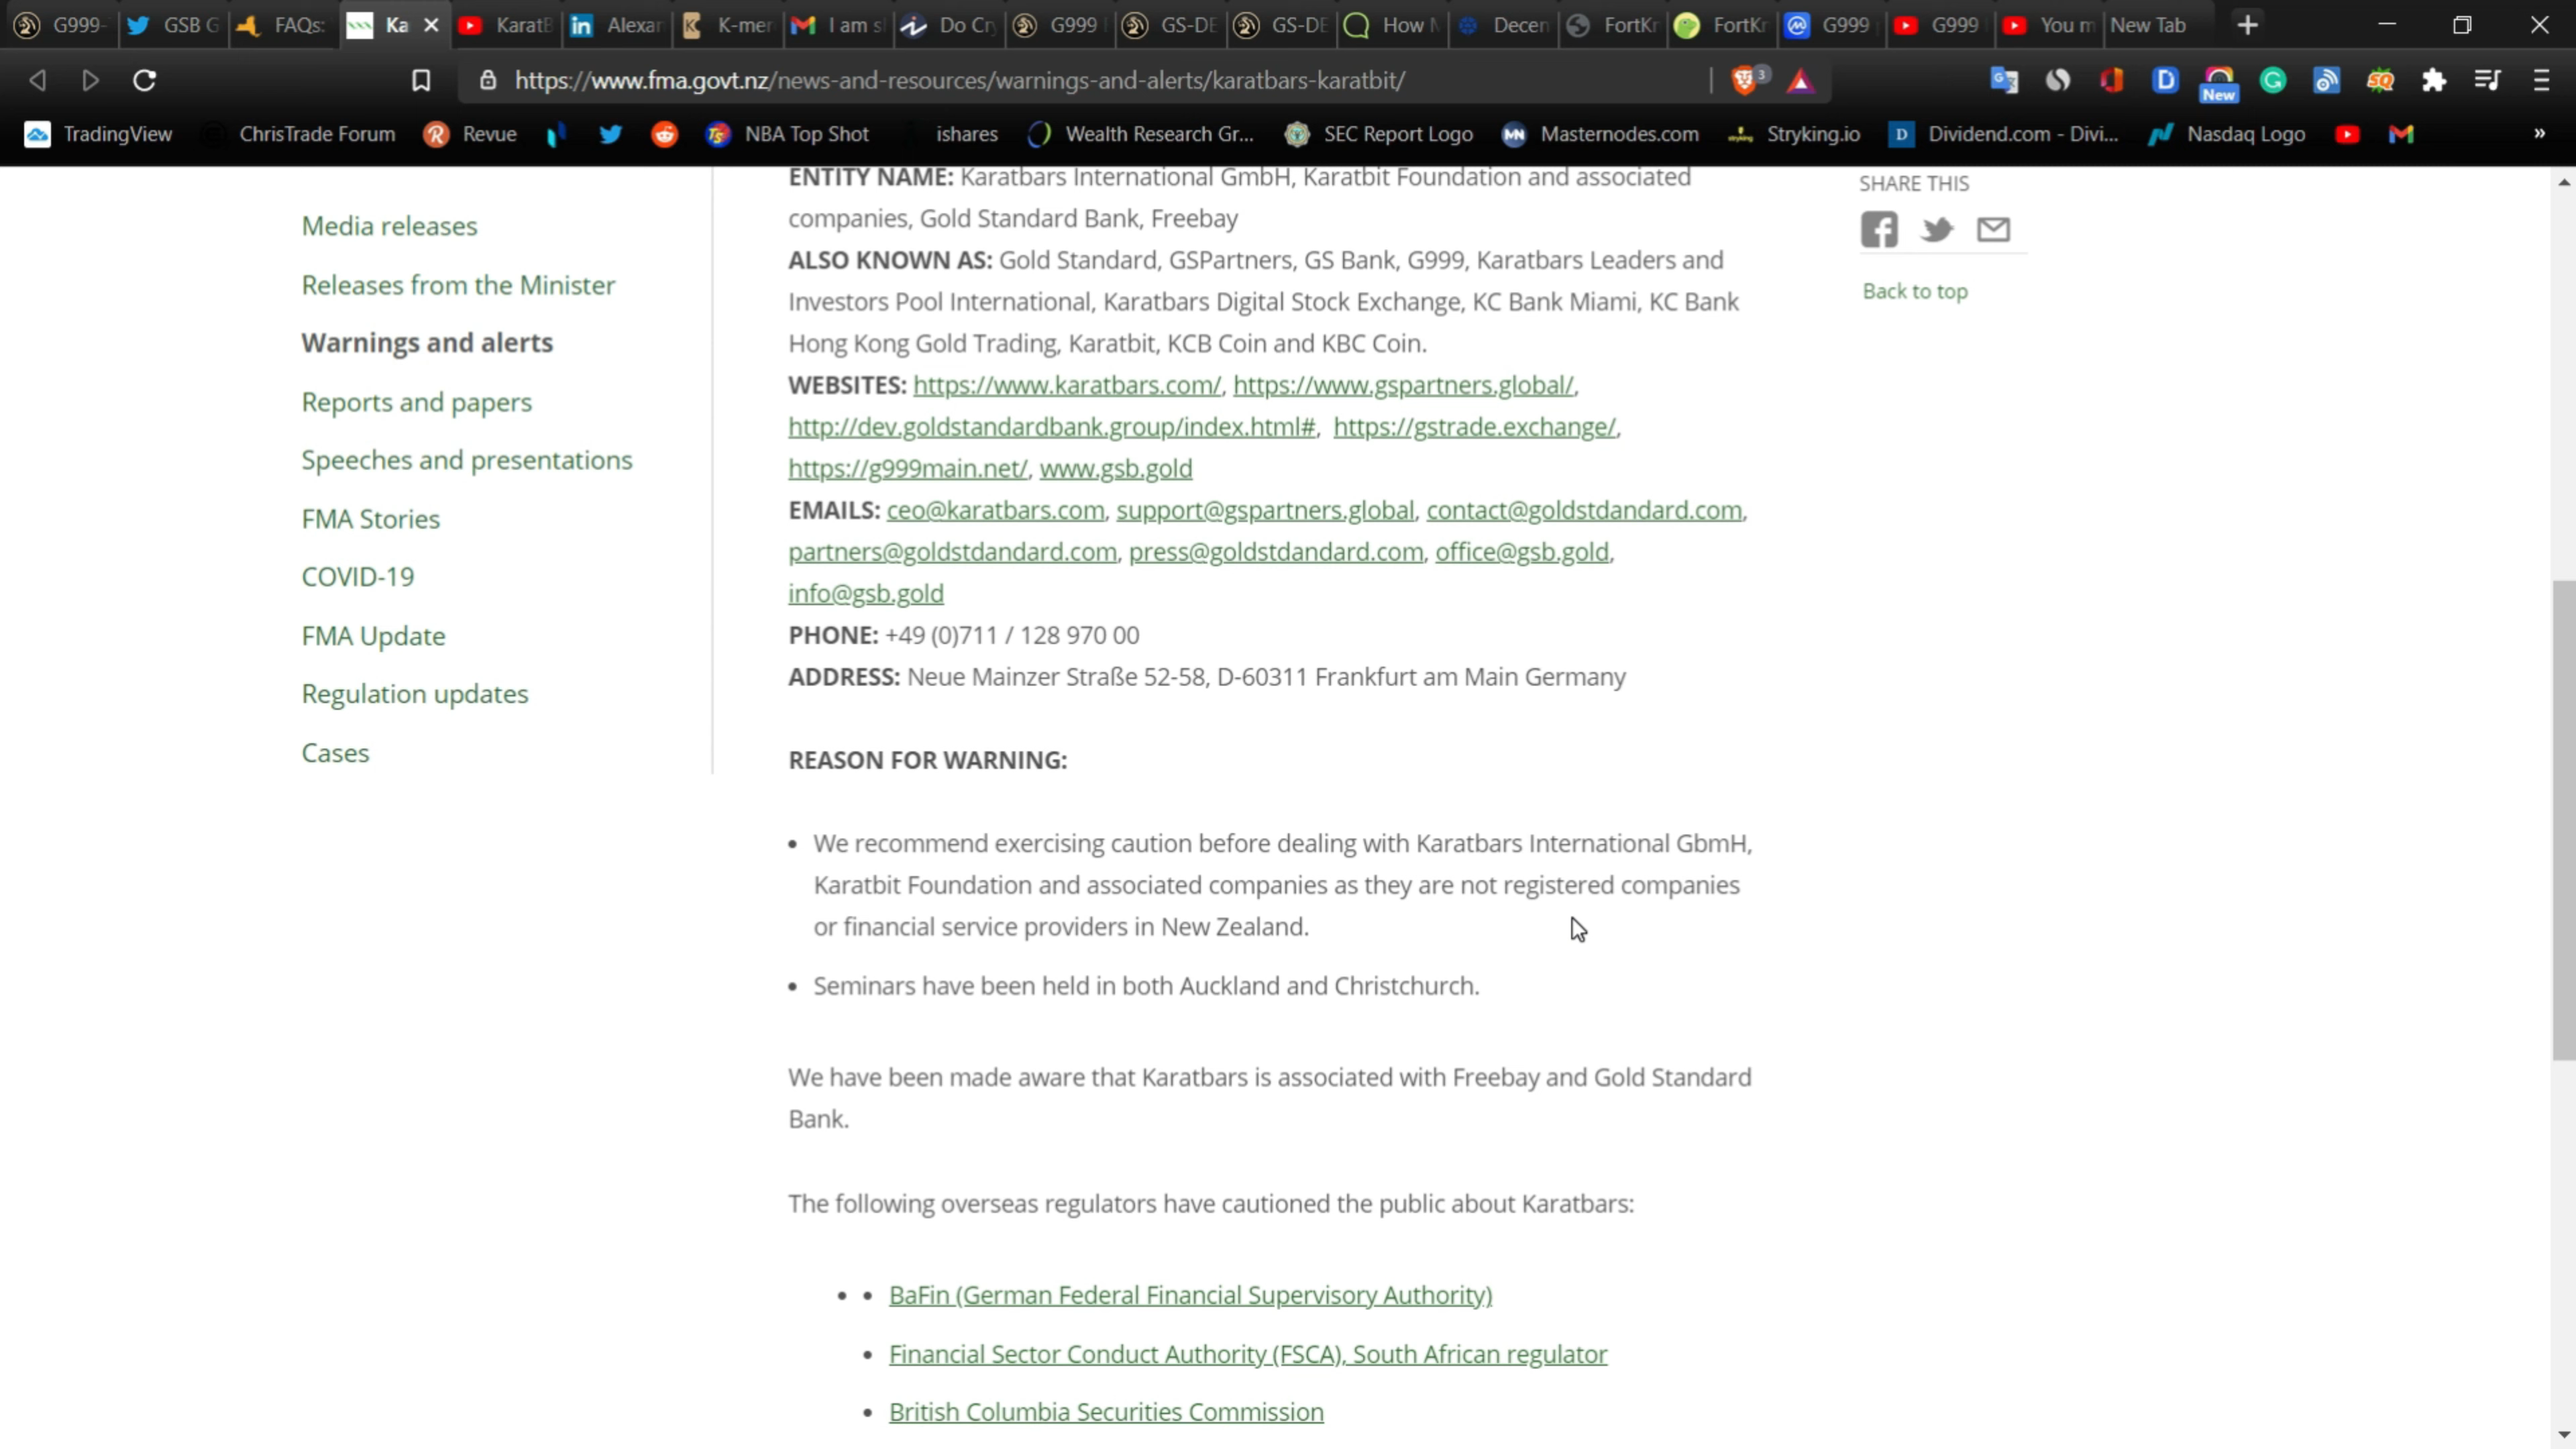 G999-
GSB G
FAQs:
Ka
KaratB
Alexar
K-mer
I am s
Do Cry
G999
GS-DE
GS-DE
How
Decen
FortKr
FortKr
G999
G999
You m
New Tab
https://www.fma.govt.nz/news-and-resources/warnings-and-alerts/karatbars-karatbit/
3
New
TradingView
ChrisTrade Forum
Revue
NBA Top Shot
ishares
Wealth Research Gr...
SEC Report Logo
Masternodes.com
Stryking.io
Dividend.com - Divi...
Nasdaq Logo
Media releases
Releases from the Minister
Warnings and alerts
Reports and papers
Speeches and presentations
FMA Stories
COVID-19
FMA Update
Regulation updates
Cases
ENTITY NAME: Karatbars International GmbH, Karatbit Foundation and associated
companies, Gold Standard Bank, Freebay
ALSO KNOWN AS: Gold Standard, GSPartners, GS Bank, G999, Karatbars Leaders and
Investors Pool International, Karatbars Digital Stock Exchange, KC Bank Miami, KC Bank
Hong Kong Gold Trading, Karatbit, KCB Coin and KBC Coin.
WEBSITES: https://www.karatbars.com/, https://www.gspartners.global/,
http://dev.goldstandardbank.group/index.html#, https://gstrade.exchange/,
https://g999main.net/, www.gsb.gold
EMAILS: ceo@karatbars.com, support@gspartners.global, contact@goldstdandard.com,
partners@goldstdandard.com, press@goldstdandard.com, office@gsb.gold,
info@gsb.gold
PHONE: +49 (0)711 / 128 970 00
ADDRESS: Neue Mainzer Straße 52-58, D-60311 Frankfurt am Main Germany
REASON FOR WARNING:
• We recommend exercising caution before dealing with Karatbars International GbmH,
Karatbit Foundation and associated companies as they are not registered companies
or financial service providers in New Zealand.
• Seminars have been held in both Auckland and Christchurch.
We have been made aware that Karatbars is associated with Freebay and Gold Standard
Bank.
The following overseas regulators have cautioned the public about Karatbars:
• • BaFin (German Federal Financial Supervisory Authority)
• Financial Sector Conduct Authority (FSCA), South African regulator
• British Columbia Securities Commission
SHARE THIS
Back to top